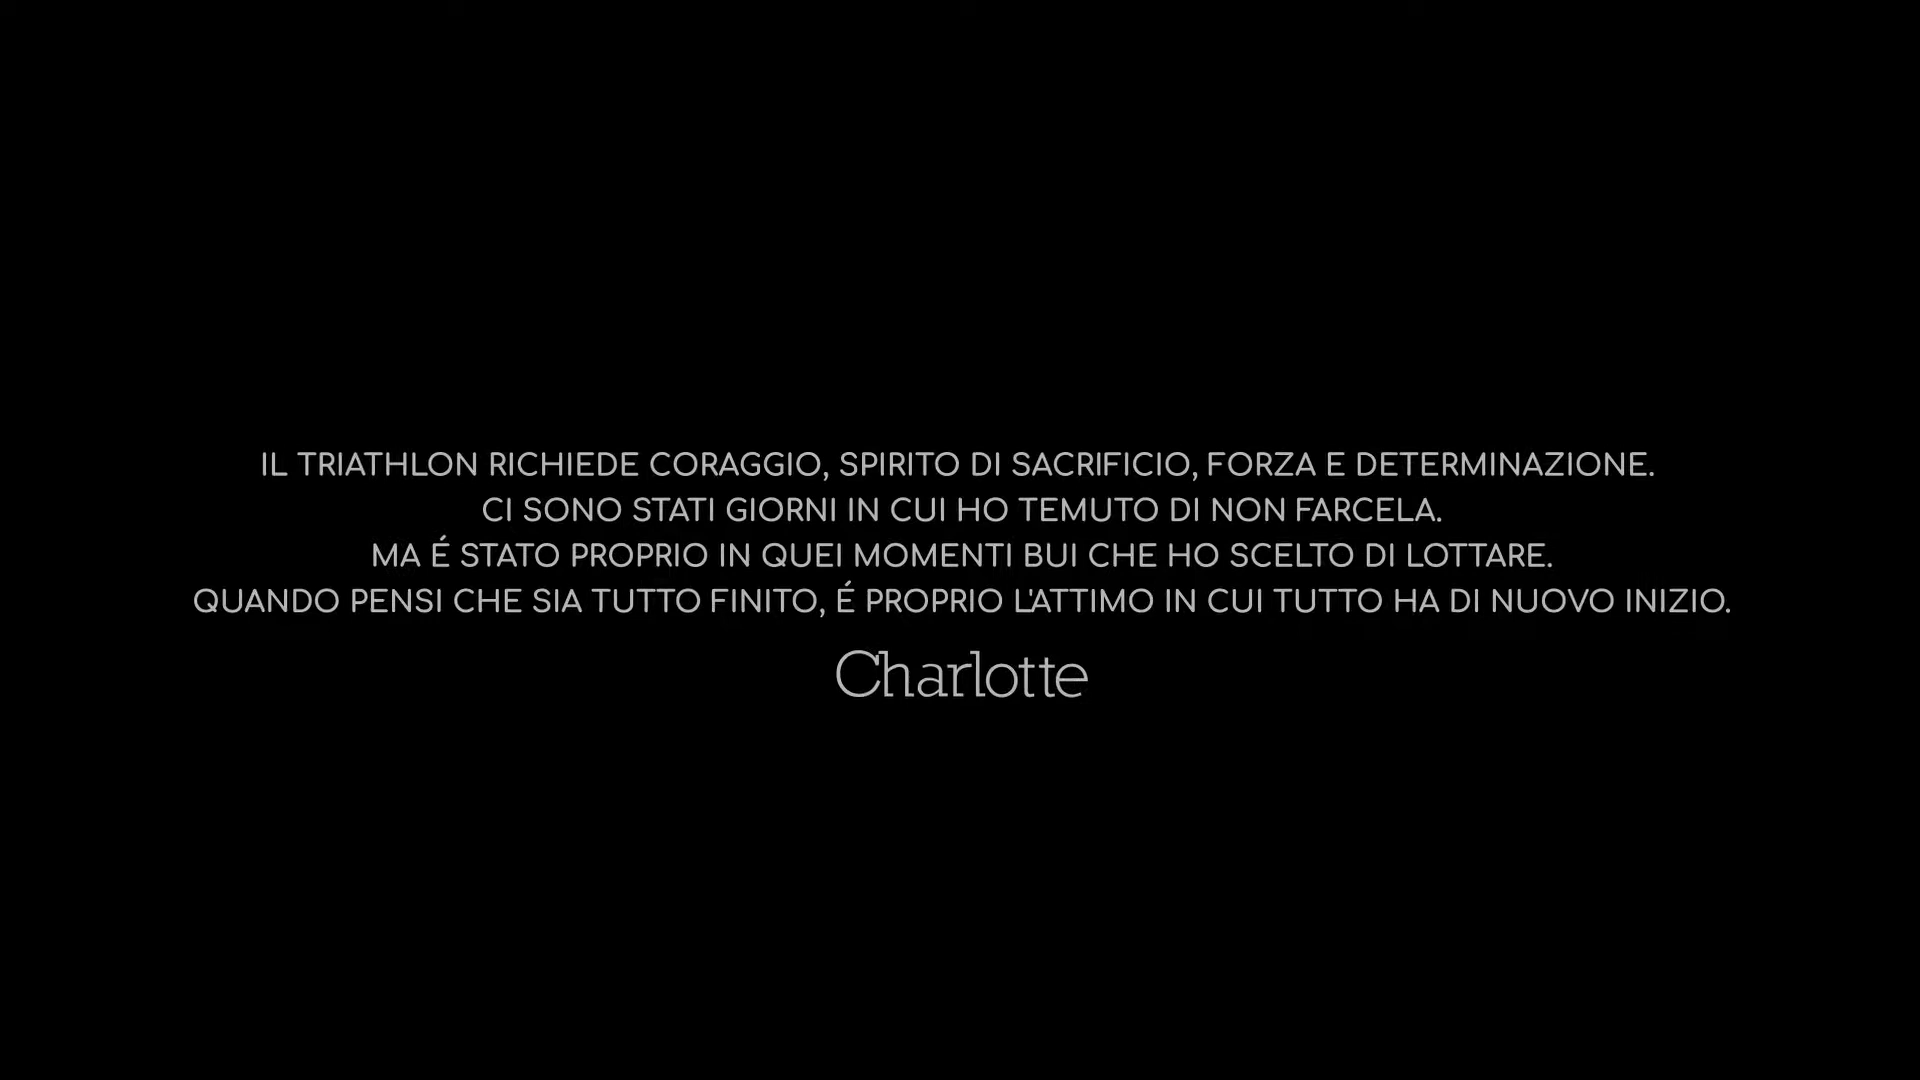 IL TRIATHLON RICHIEDE CORAGGIO, SPIRITO DI SACRIFICIO, FORZA E DETERMINAZIONE.
CI SONO STATI GIORNI IN CUI HO TEMUTO DI NON FARCELA.
MA É STATO PROPRIO IN QUEI MOMENTI BUI CHE HO SCELTO DI LOTTARE.
QUANDO PENSI CHE SIA TUTTO FINITO, É PROPRIO L'ATTIMO IN CUI TUTTO HA DI NUOVO INIZIO.
Charlotte